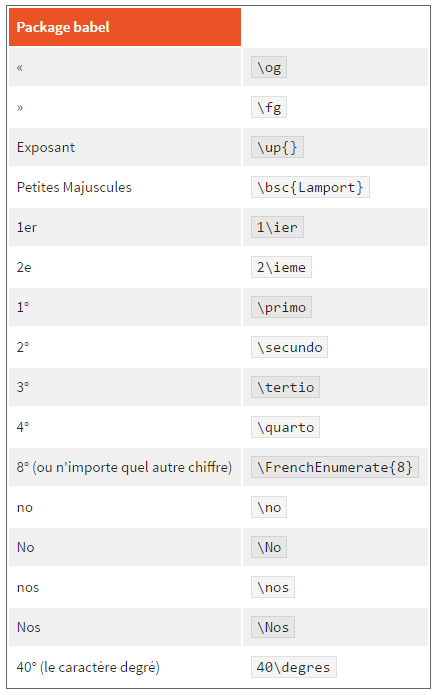 Package babel
« \og
» \fg
Exposant \up{}
Petites Majuscules \bsc{Lamport}
1er 1\ier
2e 2\ieme
1° \primo
2° \secundo
3° \tertio
4° \quarto
8° (ou n'importe quel autre chiffre) \FrenchEnumerate{8}
no \no
No \No
nos \nos
Nos \Nos
40° (le caractère degré) 40\degres